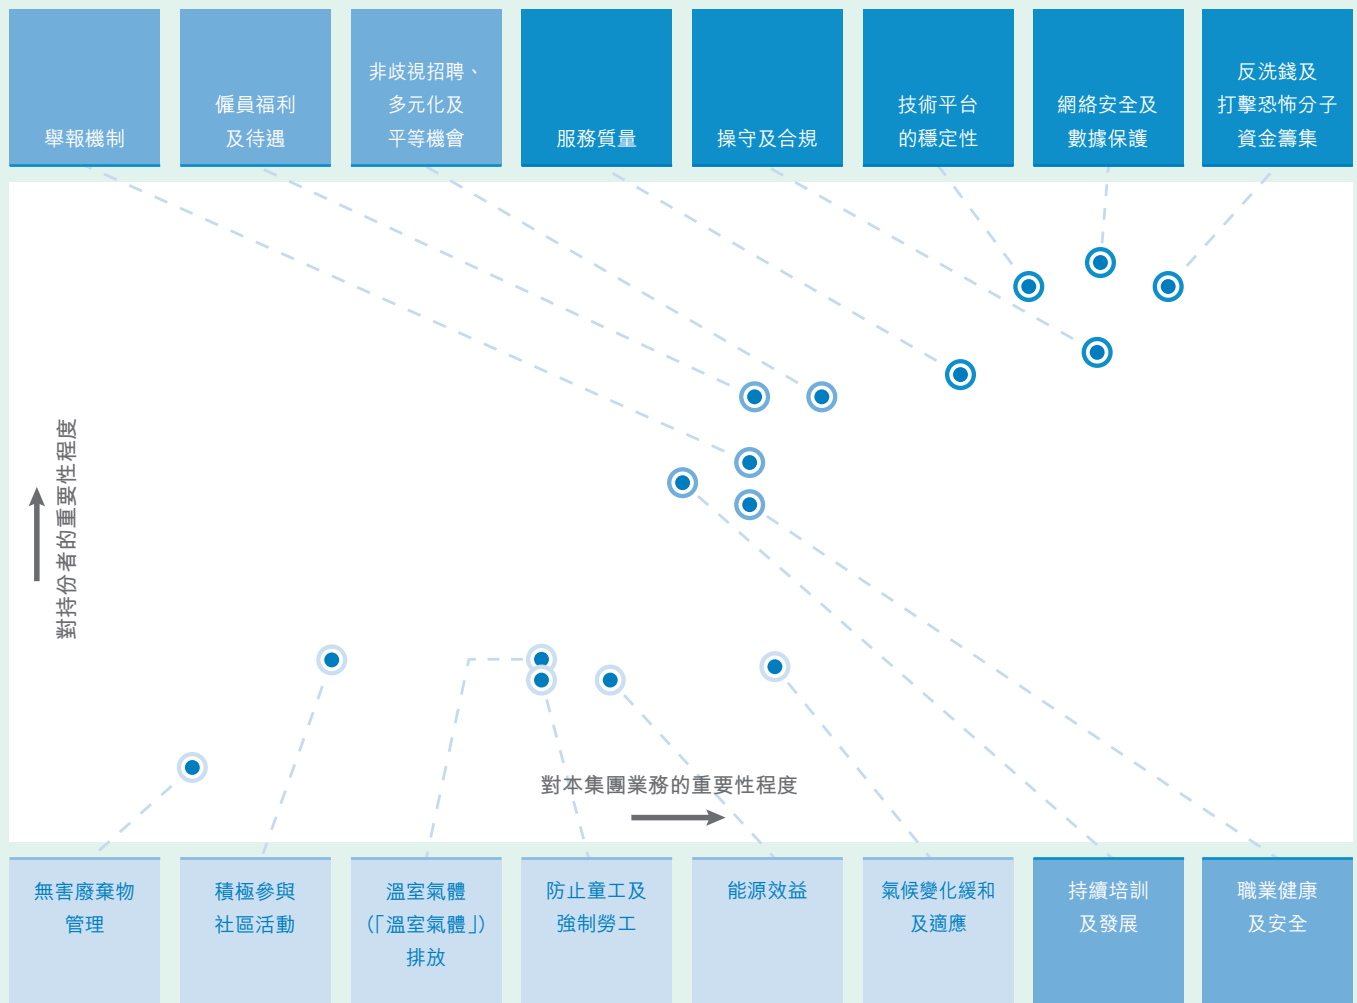 舉報機制
僱員福利
及待遇
非歧視招聘、
多元化及
平等機會
服務質量
操守及合規
技術平台
的穩定性
網絡安全及
數據保護
反洗錢及
打擊恐怖分子
資金籌集
對持份者的重要性程度
對本集團業務的重要性程度
無害廢棄物
管理
積極參與
社區活動
溫室氣體
(「溫室氣體」)
排放
防止童工及
強制勞工
能源效益
氣候變化緩和
及適應
持續培訓
及發展
職業健康
及安全